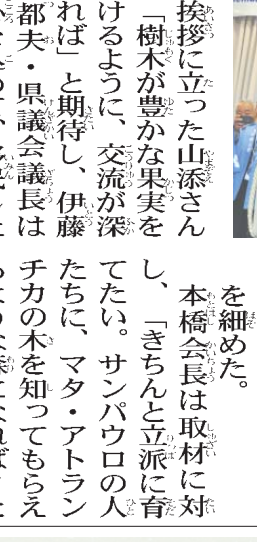 挨拶に立った山添さん
「樹木が豊かな果実を
けるように、交流が深
れば」と期待し、伊藤
都夫・県議会議長は
を細めた。
本橋会長は取材に対
し、「きちんと立派に育
てたい。サンパウロの人
たちに、マタ・アトラン
チカの木を知ってもらえ